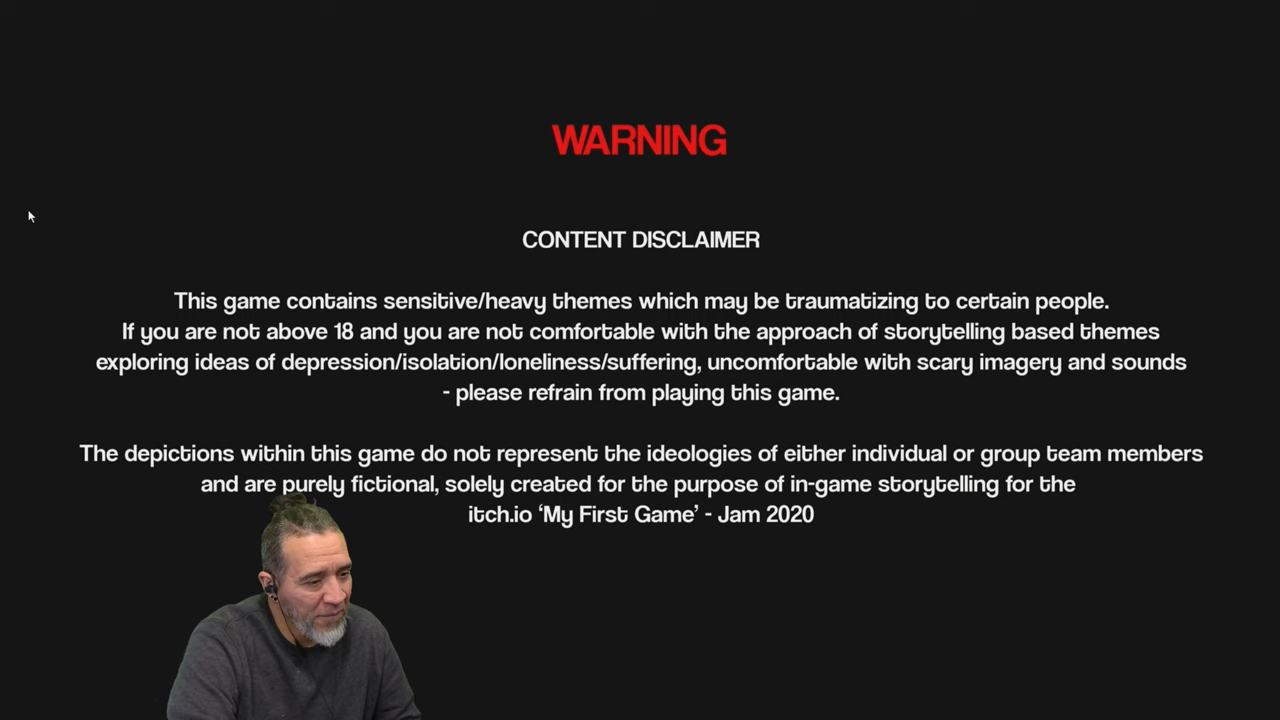 WARNING
CONTENT DISCLAIMER
This game contains sensitive/heavy themes which may be traumatizing to certain people.
If you are not above 18 and you are not comfortable with the approach of storytelling based themes
exploring ideas of depression/isolation/loneliness/suffering, uncomfortable with scary imagery and sounds
- please refrain from playing this game.
The depictions within this game do not represent the ideologies of either individual or group team members
and are purely fictional, solely created for the purpose of in-game storytelling for the
itch.io ‘My First Game’ - Jam 2020